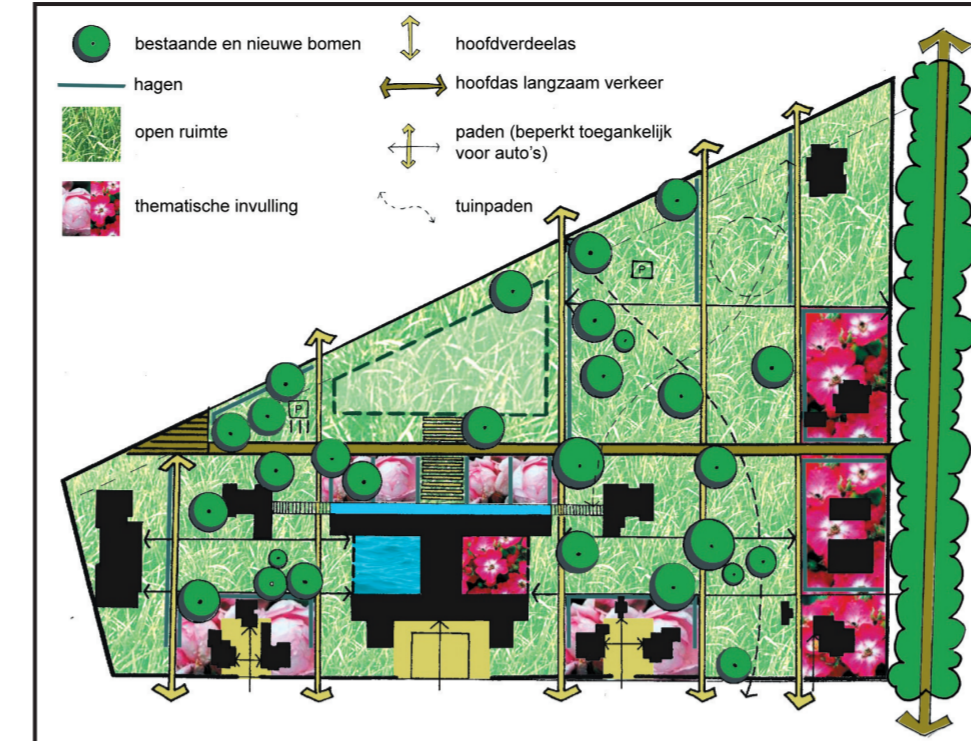 bestaande en nieuwe bomen
hagen
open ruimte
thematische invulling
hoofdverdeelas
hoofdas langzaam verkeer
paden (beperkt toegankelijk
voor auto's)
tuinpaden
P
P